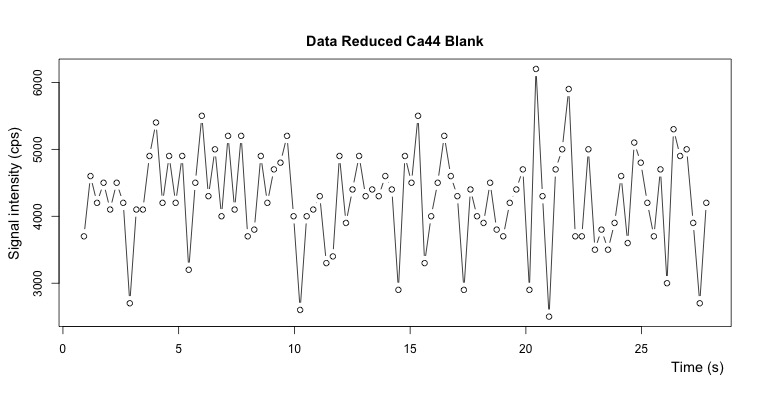 Data Reduced Ca44 Blank
Signal intensity (cps)
6000
5000
4000
3000
0 5 10 15 20 25
Time (s)